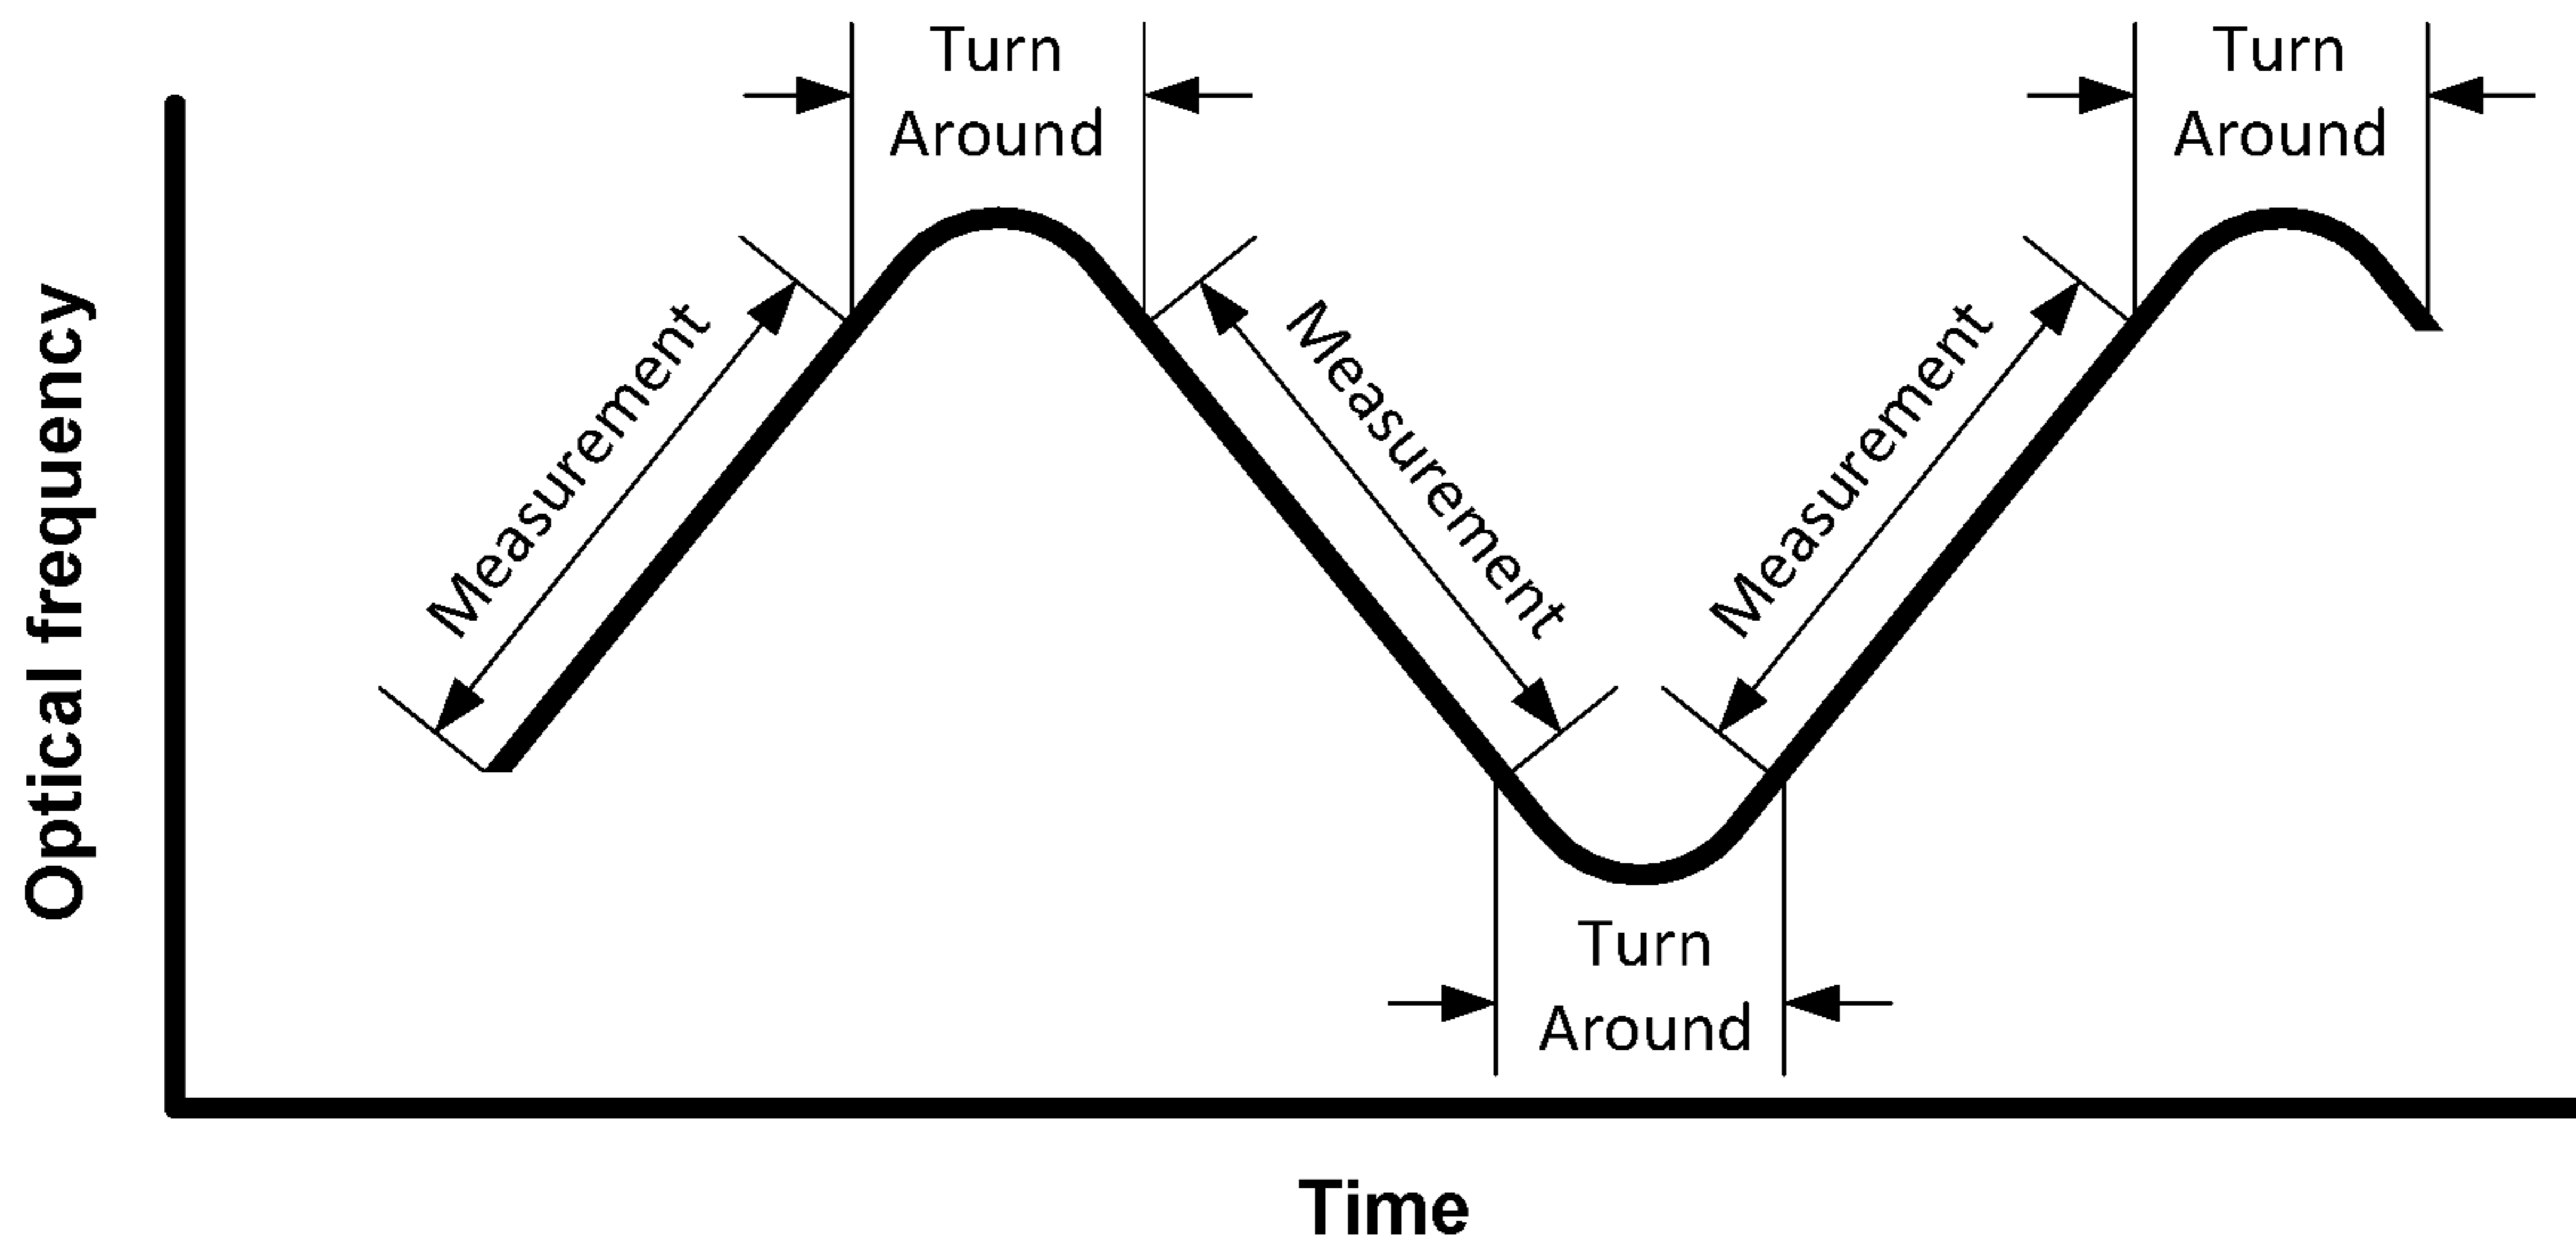 Turn
Around
Turn
Around
Measurement
Measurement
Measurement
Optical frequency
Turn
Around
Time